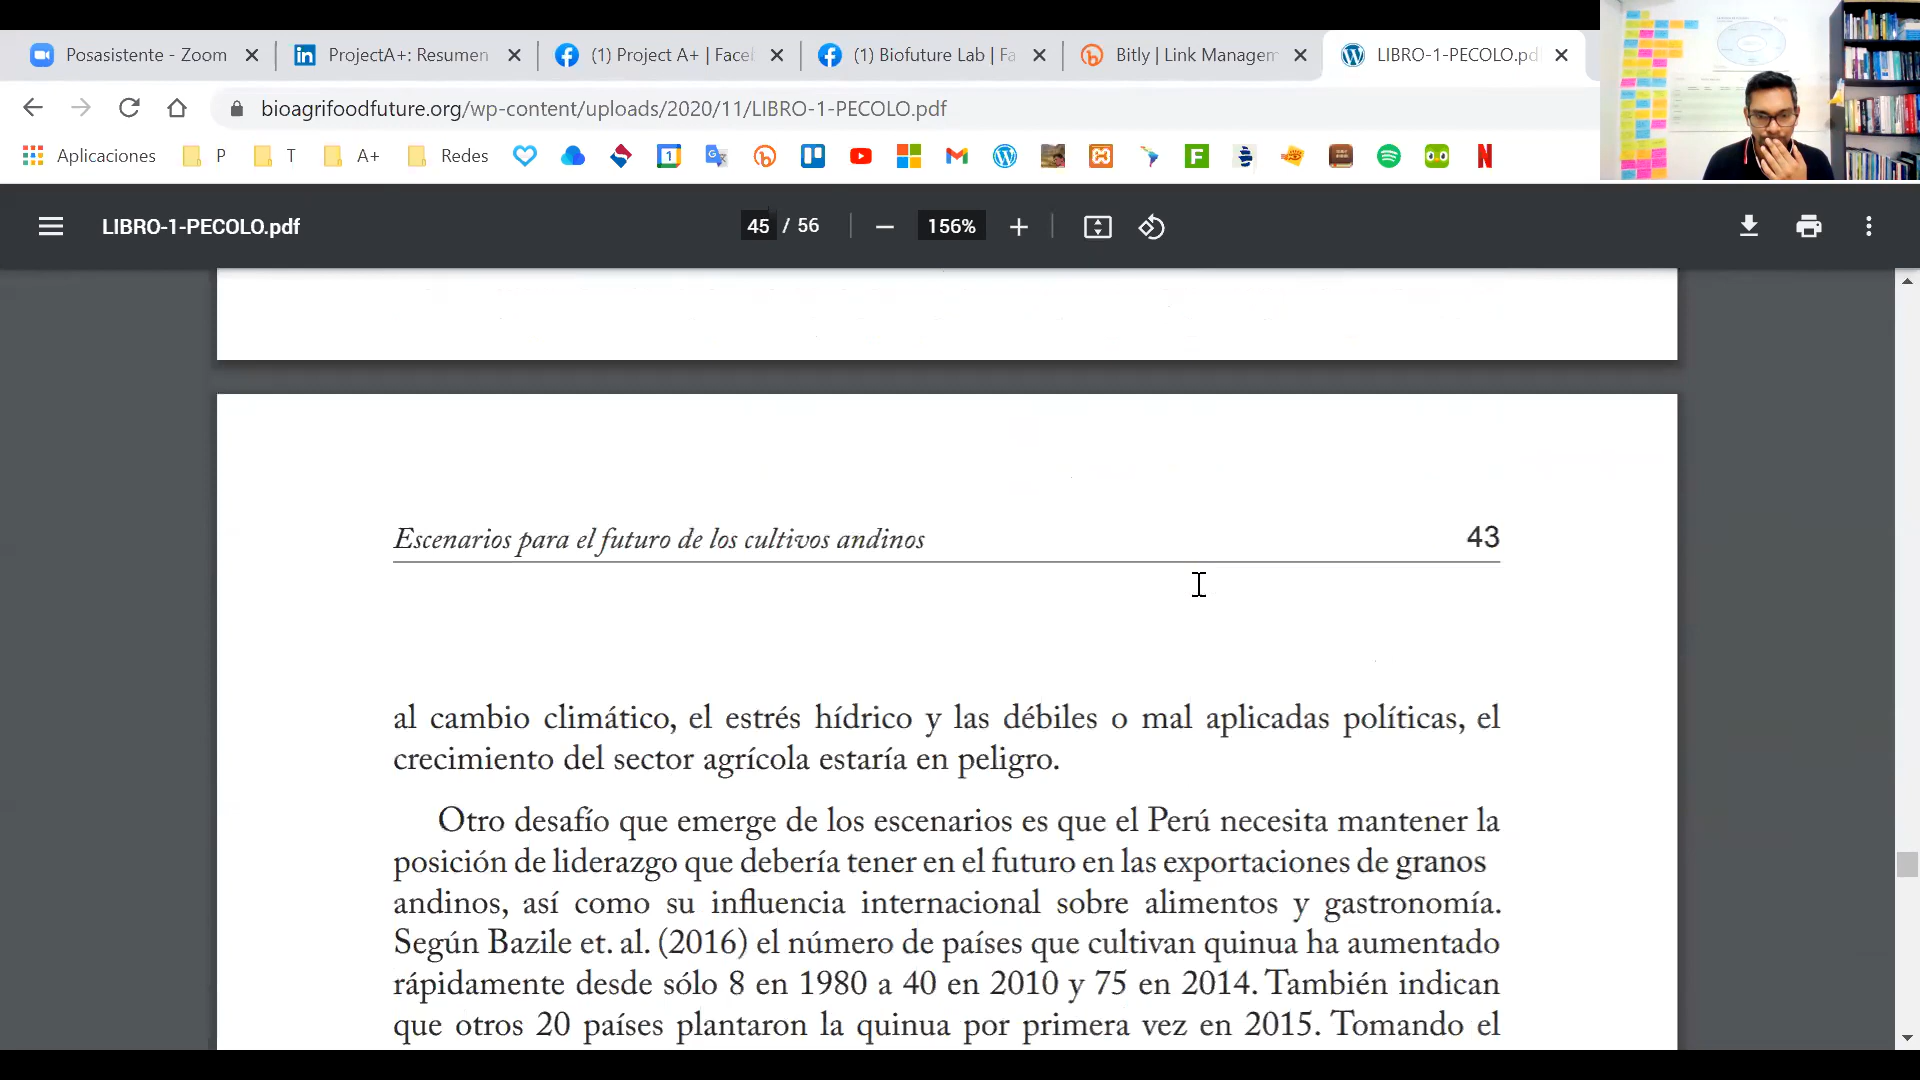 Posasistente - Zoom
ProjectA+: Resumen
(1) Project A+ | Facel
(1) Biofuture Lab | Fa
Bitly | Link Managem
LIBRO-1-PECOLO.pd
bioagrifoodfuture.org/wp-content/uploads/2020/11/LIBRO-1-PECOLO.pdf
Aplicaciones
P
T
A+
Redes
LIBRO-1-PECOLO.pdf
45 / 56
156%
Escenarios para el futuro de los cultivos andinos 43
al cambio climático, el estrés hídrico y las débiles o mal aplicadas políticas, el
crecimiento del sector agrícola estaría en peligro.
Otro desafío que emerge de los escenarios es que el Perú necesita mantener la
posición de liderazgo que debería tener en el futuro en las exportaciones de granos
andinos, así como su influencia internacional sobre alimentos y gastronomía.
Según Bazile et. al. (2016) el número de países que cultivan quinua ha aumentado
rápidamente desde sólo 8 en 1980 a 40 en 2010 y 75 en 2014. También indican
que otros 20 países plantaron la quinua por primera vez en 2015. Tomando el